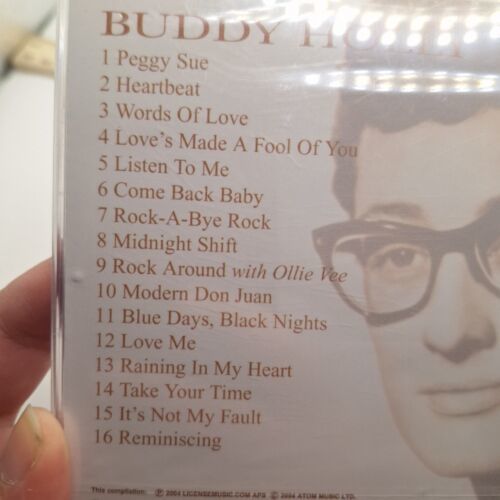 BUDDY HOLLY
1 Peggy Sue
2 Heartbeat
3 Words Of Love
4 Love's Made A Fool Of You
5 Listen To Me
6 Come Back Baby
7 Rock-A-Bye Rock
8 Midnight Shift
9 Rock Around with Ollie Vee
10 Modern Don Juan
11 Blue Days, Black Nights
12 Love Me
13 Raining In My Heart
14 Take Your Time
15 It's Not My Fault
16 Reminiscing
This compilation: ℗ 2004 LICENSEMUSIC.COM APS © 2004 ATOM MUSIC LTD.